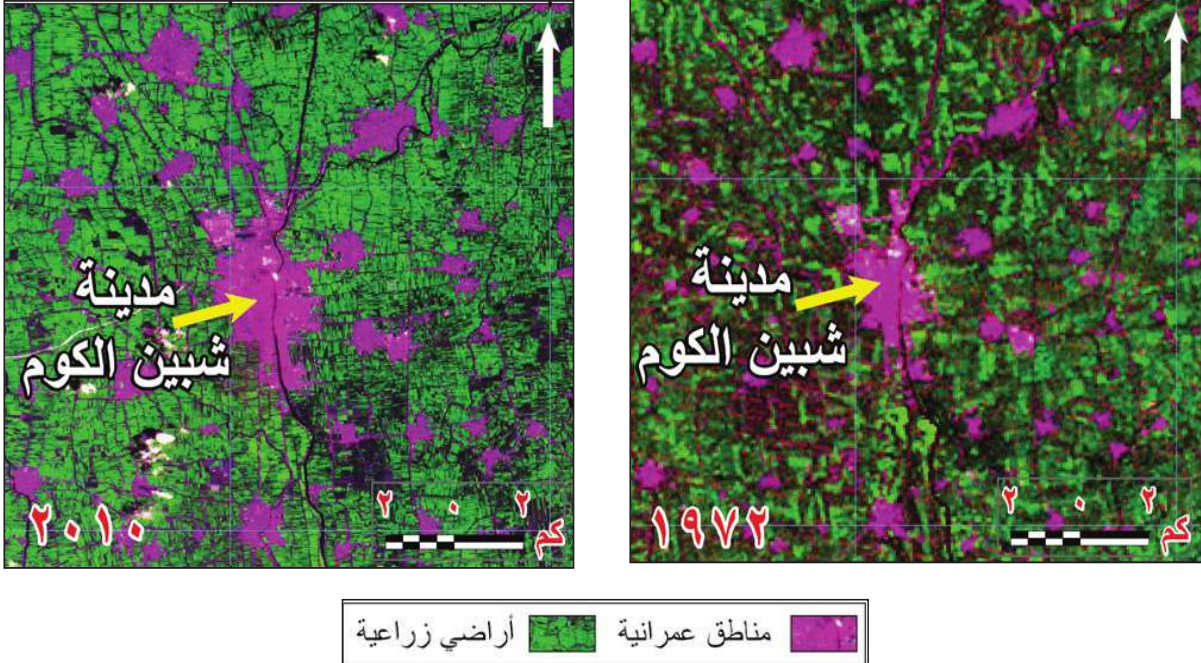 مدينة
شبين الكوم
٢ ٠ ٢
كم
١٩٧٢
مدينة
شبين الكوم
٢ ٠ ٢
كم
٢٠١٠
مناطق عمرانية
أراضي زراعية